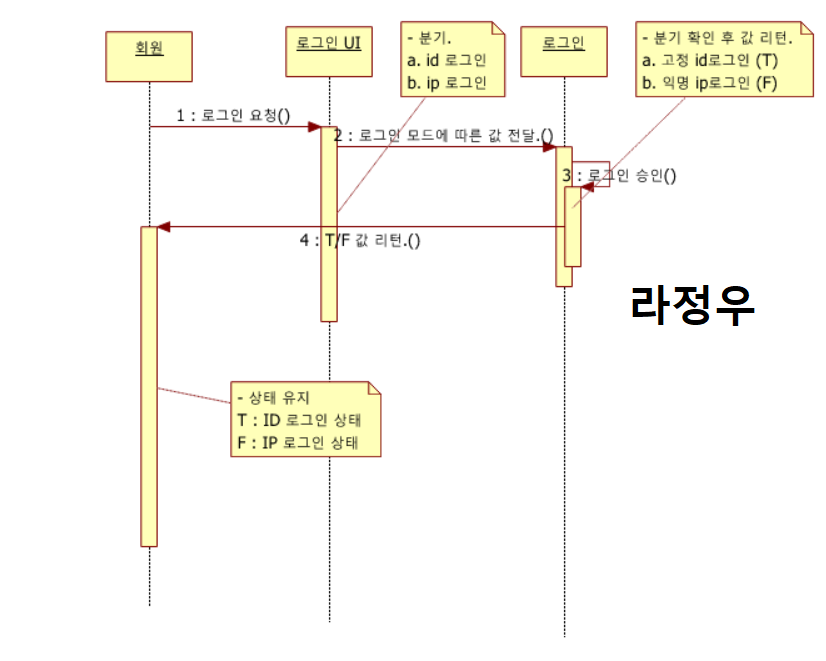 회원
로그인 UI
- 분기.
a. id 로그인
b. ip 로그인
로그인
- 분기 확인 후 값 리턴.
a. 고정 id로그인 (T)
b. 익명 ip로그인 (F)
1 : 로그인 요청()
2 : 로그인 모드에 따른 값 전달.()
3 : 로그인 승인()
4 : T/F 값 리턴.()
라정우
- 상태 유지
T : ID 로그인 상태
F : IP 로그인 상태